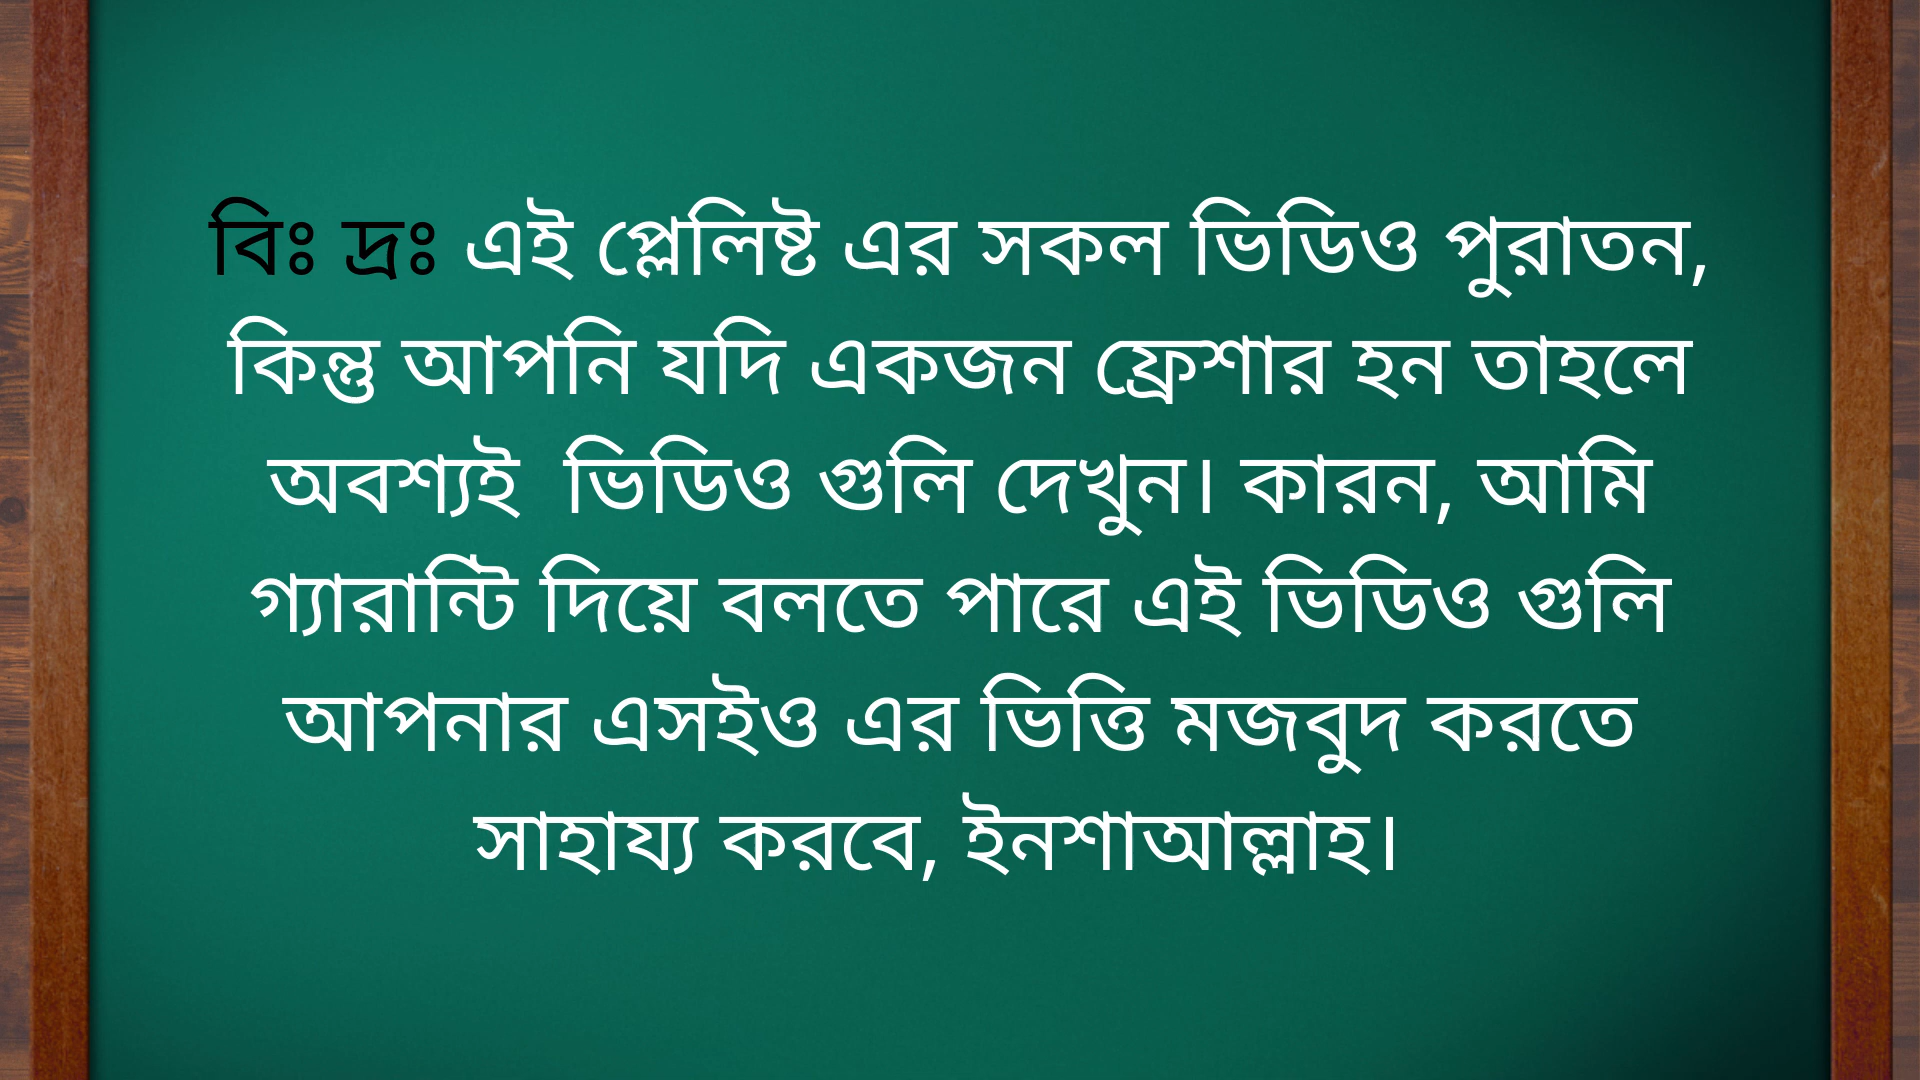 বিঃ দ্রঃ এই প্লেলিষ্ট এর সকল ভিডিও পুরাতন,
কিন্তু আপনি যদি একজন ফ্রেশার হন তাহলে
অবশ্যই ভিডিও গুলি দেখুন। কারন, আমি
গ্যারান্টি দিয়ে বলতে পারে এই ভিডিও গুলি
আপনার এসইও এর ভিত্তি মজবুদ করতে
সাহায্য করবে, ইনশাআল্লাহ।